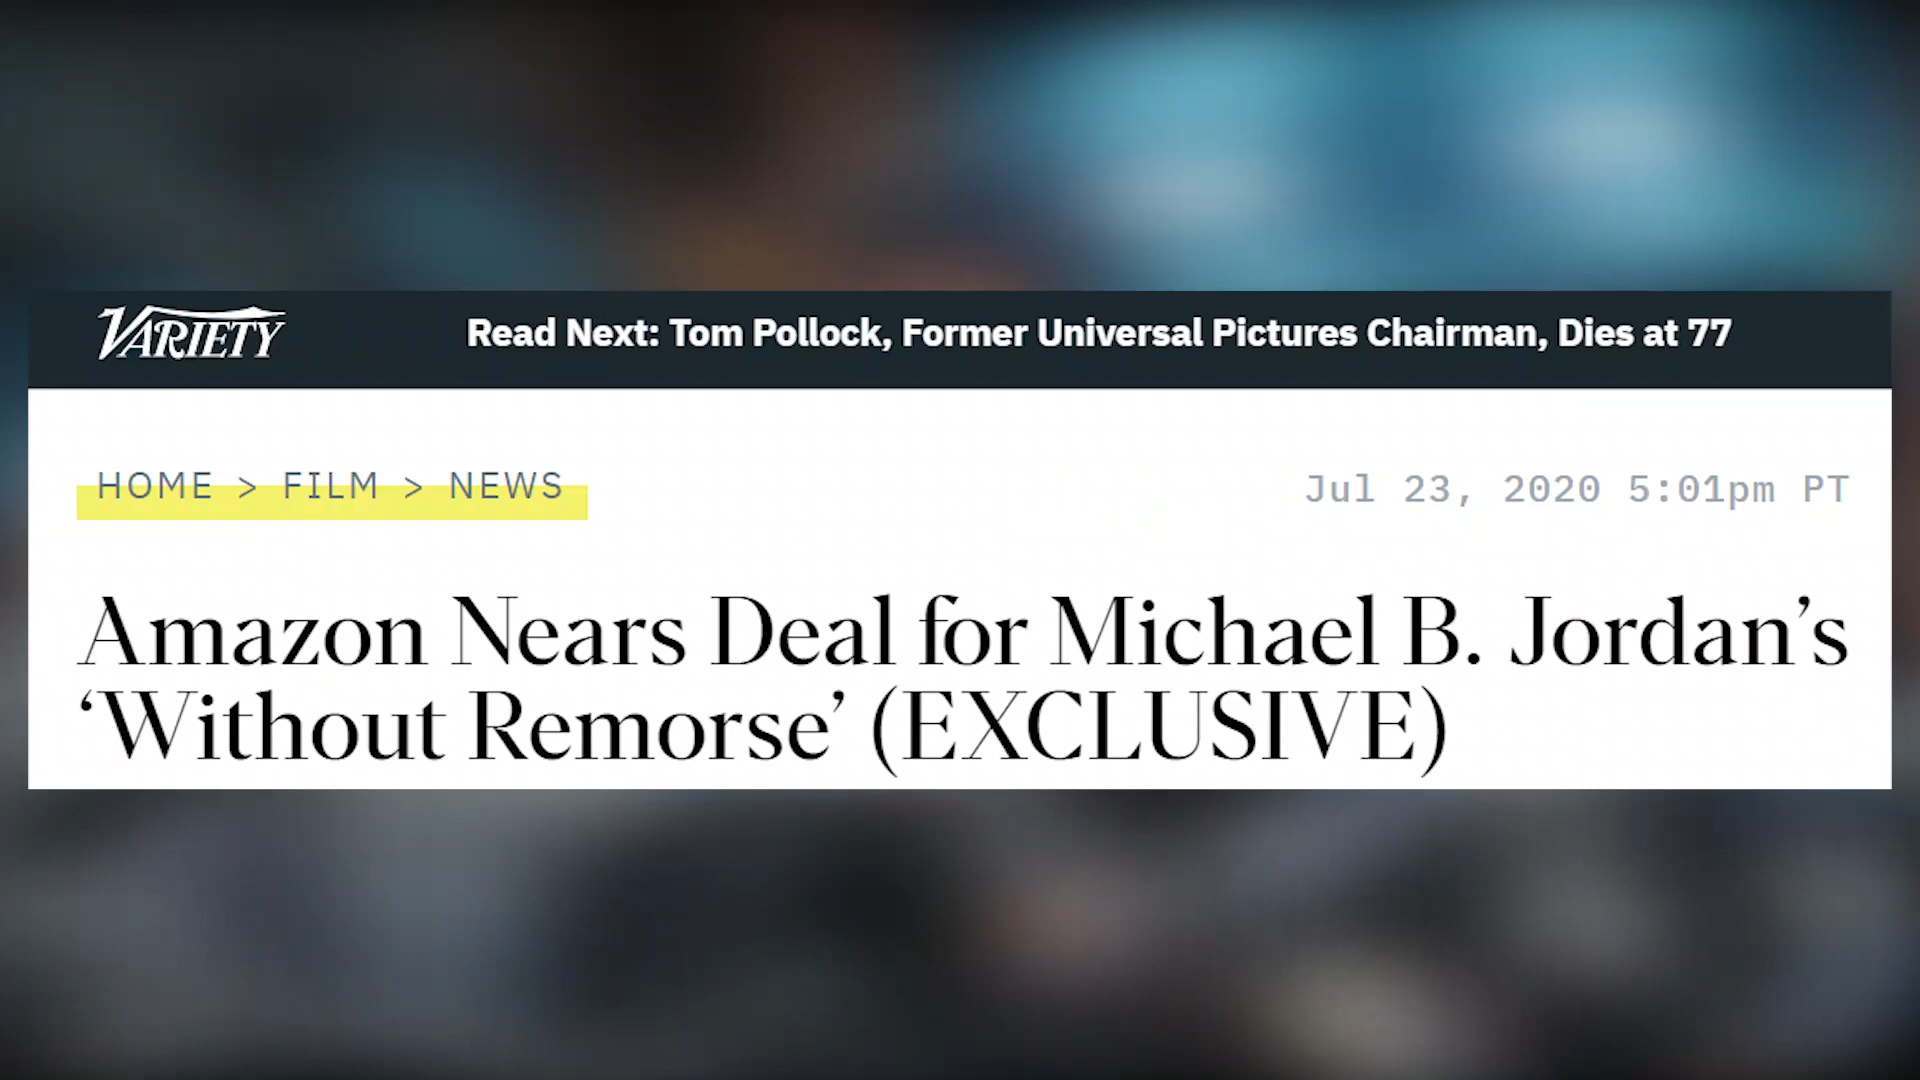 VARIETY
Read Next: Tom Pollock, Former Universal Pictures Chairman, Dies at 77
HOME > FILM > NEWS
Jul 23, 2020 5:01pm PT
Amazon Nears Deal for Michael B. Jordan’s
‘Without Remorse’ (EXCLUSIVE)